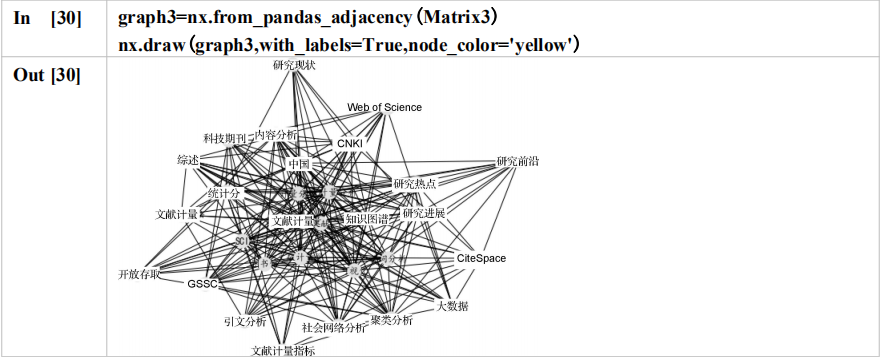 In [30]
graph3=nx.from_pandas_adjacency(Matrix3)
nx.draw(graph3,with_labels=True,node_color='yellow')
Out [30]
研究现状
Web of Science
科技期刊
内容分析
CNKI
综述
中国
研究前沿
统计分
研究热点
文献计量
文献计量
知识图谱
研究进展
SCI
书
计
视
CiteSpace
开放存取
GSSC
大数据
引文分析
社会网络分析
聚类分析
文献计量指标